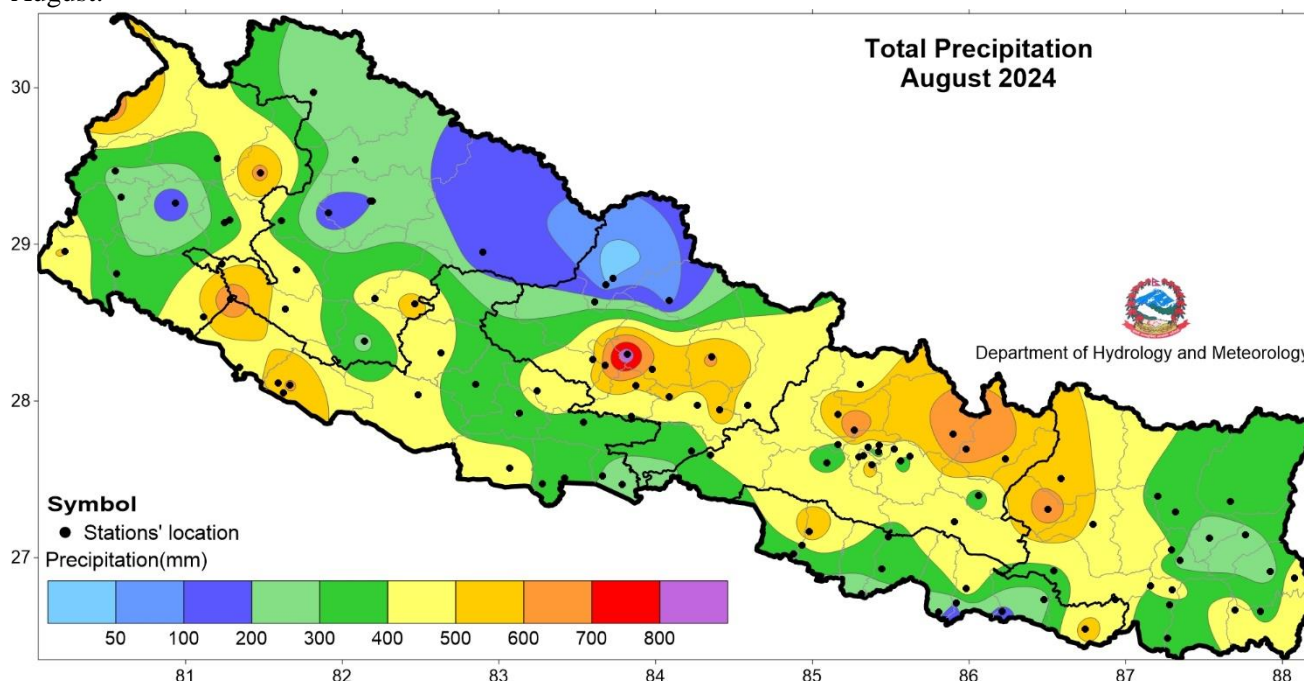 August.
Total Precipitation
August 2024
30
29
28
27
Department of Hydrology and Meteorology
Symbol
Stations' location
Precipitation(mm)
50 100 200 300 400 500 600 700 800
81 82 83 84 85 86 87 88